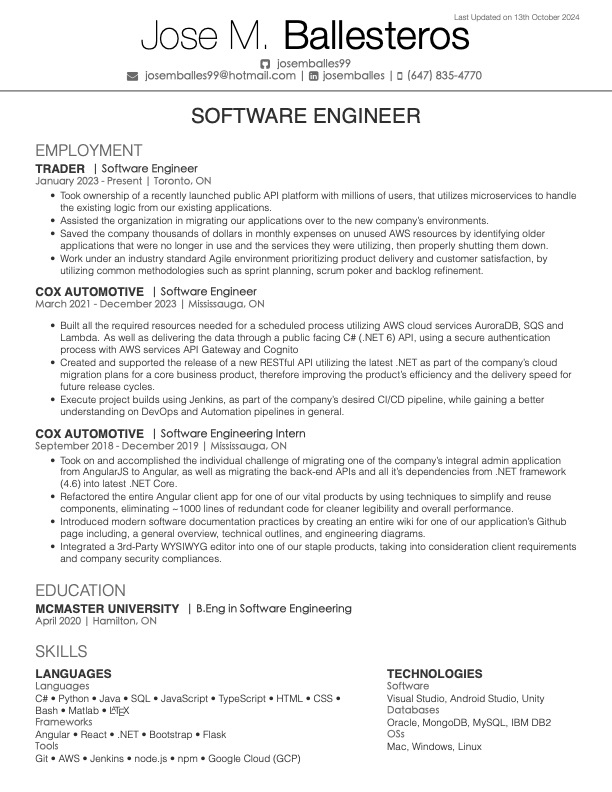 Last Updated on 13th October 2024
Jose M. Ballesteros
josemballes99
josemballes99@hotmail.com | josemballes | (647) 835-4770
SOFTWARE ENGINEER
EMPLOYMENT
TRADER | Software Engineer
January 2023 - Present | Toronto, ON
• Took ownership of a recently launched public API platform with millions of users, that utilizes microservices to handle
the existing logic from our existing applications.
• Assisted the organization in migrating our applications over to the new company's environments.
• Saved the company thousands of dollars in monthly expenses on unused AWS resources by identifying older
applications that were no longer in use and the services they were utilizing, then properly shutting them down.
• Work under an industry standard Agile environment prioritizing product delivery and customer satisfaction, by
utilizing common methodologies such as sprint planning, scrum poker and backlog refinement.
COX AUTOMOTIVE | Software Engineer
March 2021 - December 2023 | Mississauga, ON
• Built all the required resources needed for a scheduled process utilizing AWS cloud services AuroraDB, SQS and
Lambda. As well as delivering the data through a public facing C# (.NET 6) API, using a secure authentication
process with AWS services API Gateway and Cognito
• Created and supported the release of a new RESTful API utilizing the latest .NET as part of the company's cloud
migration plans for a core business product, therefore improving the product's efficiency and the delivery speed for
future release cycles.
• Execute project builds using Jenkins, as part of the company's desired CI/CD pipeline, while gaining a better
understanding on DevOps and Automation pipelines in general.
COX AUTOMOTIVE | Software Engineering Intern
September 2018 - December 2019 | Mississauga, ON
• Took on and accomplished the individual challenge of migrating one of the company's integral admin application
from AngularJS to Angular, as well as migrating the back-end APIs and all it's dependencies from .NET framework
(4.6) into latest .NET Core.
• Refactored the entire Angular client app for one of our vital products by using techniques to simplify and reuse
components, eliminating ~1000 lines of redundant code for cleaner legibility and overall performance.
• Introduced modern software documentation practices by creating an entire wiki for one of our application's Github
page including, a general overview, technical outlines, and engineering diagrams.
• Integrated a 3rd-Party WYSIWYG editor into one of our staple products, taking into consideration client requirements
and company security compliances.
EDUCATION
MCMASTER UNIVERSITY | B.Eng in Software Engineering
April 2020 | Hamilton, ON
SKILLS
LANGUAGES
Languages
C# • Python • Java • SQL • JavaScript • TypeScript • HTML • CSS •
Bash • Matlab • LATEX
Frameworks
Angular • React • .NET • Bootstrap • Flask
Tools
Git • AWS • Jenkins • node.js • npm • Google Cloud (GCP)
TECHNOLOGIES
Software
Visual Studio, Android Studio, Unity
Databases
Oracle, MongoDB, MySQL, IBM DB2
OSs
Mac, Windows, Linux